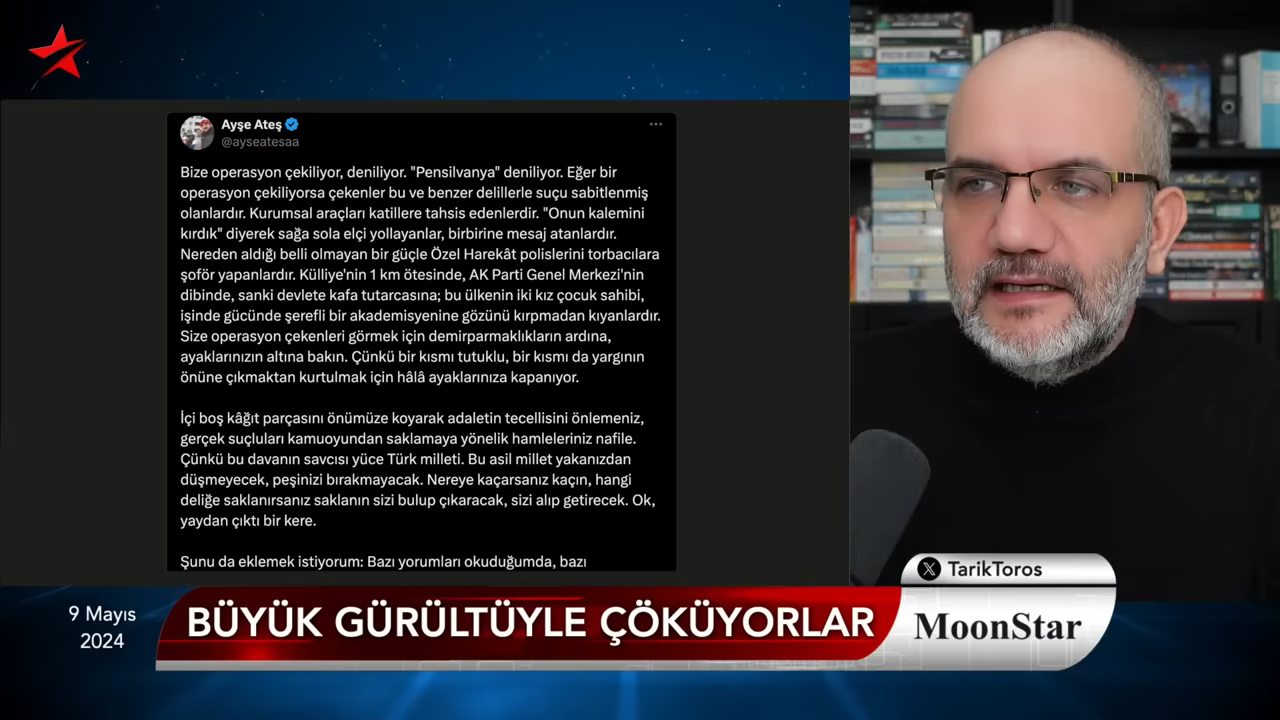 Ayşe Ateş
@ayseatesaa
Bize operasyon çekiliyor, deniliyor. "Pensilvanya" deniliyor. Eğer bir
operasyon çekiliyorsa çekenler bu ve benzer delillerle suçu sabitlenmiş
olanlardır. Kurumsal araçları katillere tahsis edenlerdir. "Onun kalemini
kırdık" diyerek sağa sola elçi yollayanlar, birbirine mesaj atanlardır.
Nereden aldığı belli olmayan bir güçle Özel Harekât polislerini torbacılara
şoför yapanlardır. Külliye'nin 1 km ötesinde, AK Parti Genel Merkezi'nin
dibinde, sanki devlete kafa tutarcasına; bu ülkenin iki kız çocuk sahibi,
işinde gücünde şerefli bir akademisyenine gözünü kırpmadan kıyanlardır.
Size operasyon çekenleri görmek için demirparmaklıkların ardına,
ayaklarınızın altına bakın. Çünkü bir kısmı tutuklu, bir kısmı da yargının
önüne çıkmaktan kurtulmak için hâlâ ayaklarınıza kapanıyor.
İçi boş kâğıt parçasını önümüze koyarak adaletin tecellisini önlemeniz,
gerçek suçluları kamuoyundan saklamaya yönelik hamleleriniz nafile.
Çünkü bu davanın savcısı yüce Türk milleti. Bu asil millet yakanızdan
düşmeyecek, peşinizi bırakmayacak. Nereye kaçarsanız kaçın, hangi
deliğe saklanırsanız saklanın sizi bulup çıkaracak, sizi alıp getirecek. Ok,
yaydan çıktı bir kere.
Şunu da eklemek istiyorum: Bazı yorumları okuduğumda, bazı
TarikToros
9 Mayıs
2024
BÜYÜK GÜRÜLTÜYLE ÇÖKÜYORLAR
MoonStar